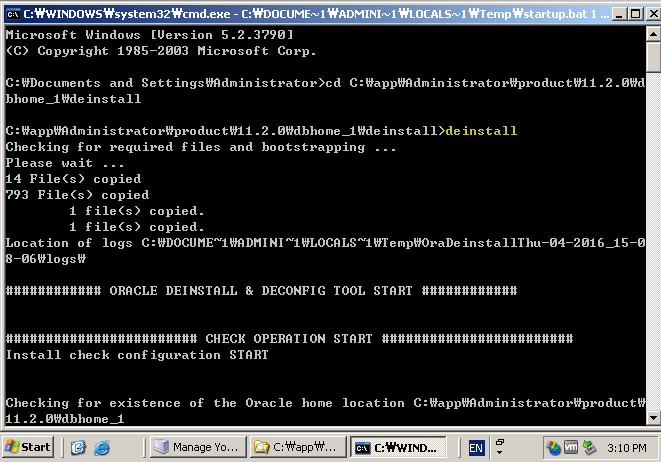 C:₩WINDOWS₩system32₩cmd.exe - C:₩DOCUME~1₩ADMINI~1₩LOCALS~1₩Temp₩startup.bat 1 ...
Microsoft Windows [Version 5.2.3790]
(C) Copyright 1985-2003 Microsoft Corp.
C:₩Documents and Settings₩Administrator>cd C:₩app₩Administrator₩product₩11.2.0₩d
bhome_1₩deinstall
C:₩app₩Administrator₩product₩11.2.0₩dbhome_1₩deinstall>deinstall
Checking for required files and bootstrapping ...
Please wait ...
14 File(s) copied
793 File(s) copied
1 file(s) copied.
1 file(s) copied.
Location of logs C:₩DOCUME~1₩ADMINI~1₩LOCALS~1₩Temp₩OraDeinstallThu-04-2016_15-0
8-06₩logs₩
############ ORACLE DEINSTALL & DECONFIG TOOL START ############
######################## CHECK OPERATION START ########################
Install check configuration START
Checking for existence of the Oracle home location C:₩app₩Administrator₩product₩
11.2.0₩dbhome_1
Start
Manage Yo...
C:₩app₩...
C:₩WIND...
EN
3:10 PM